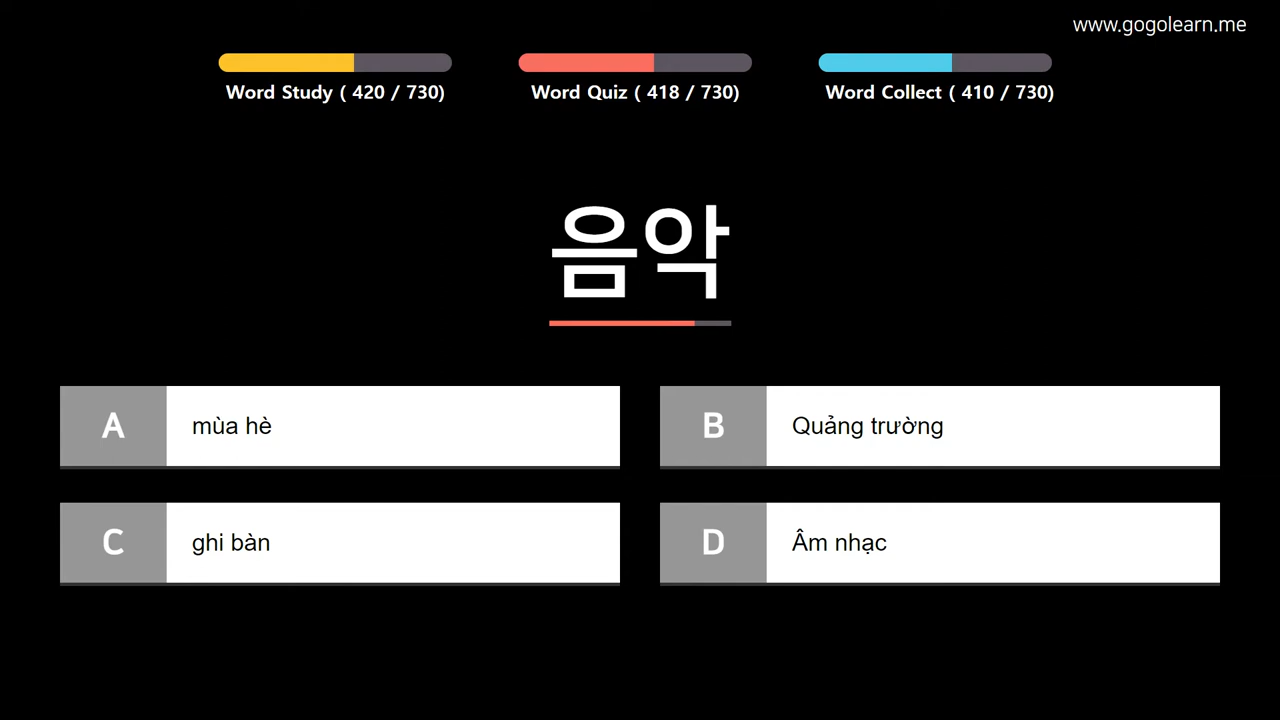 www.gogolearn.me
Word Study ( 420 / 730)
Word Quiz ( 418 / 730)
Word Collect ( 410 / 730)
음악
A mùa hè
B Quảng trường
C ghi bàn
D Âm nhạc